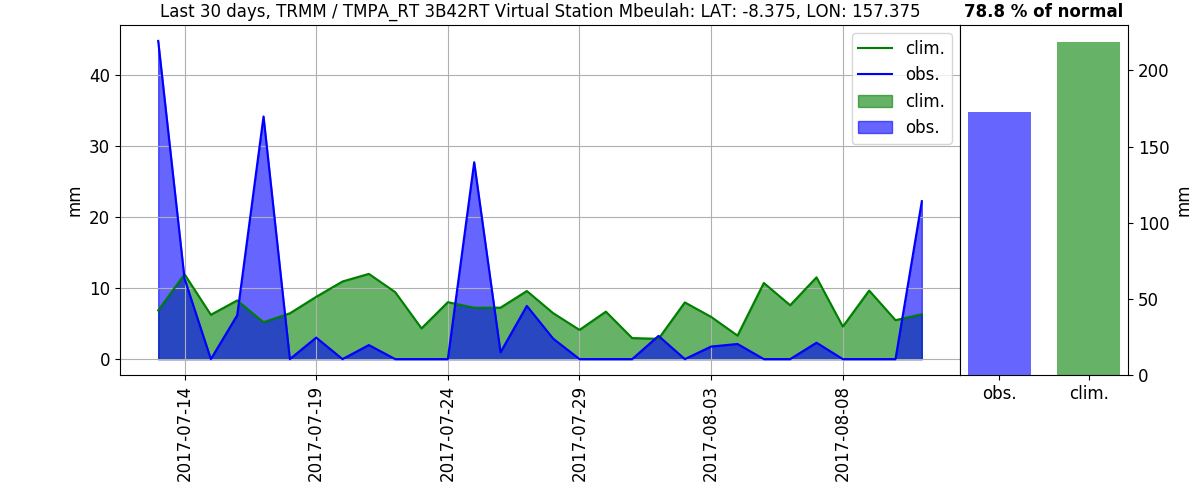 Last 30 days, TRMM / TMPA_RT 3B42RT Virtual Station Mbeulah: LAT: -8.375, LON: 157.375
78.8 % of normal
mm
40
30
20
10
0
clim.
obs.
clim.
obs.
2017-07-14
2017-07-19
2017-07-24
2017-07-29
2017-08-03
2017-08-08
200
150
100
50
0
mm
obs.
clim.